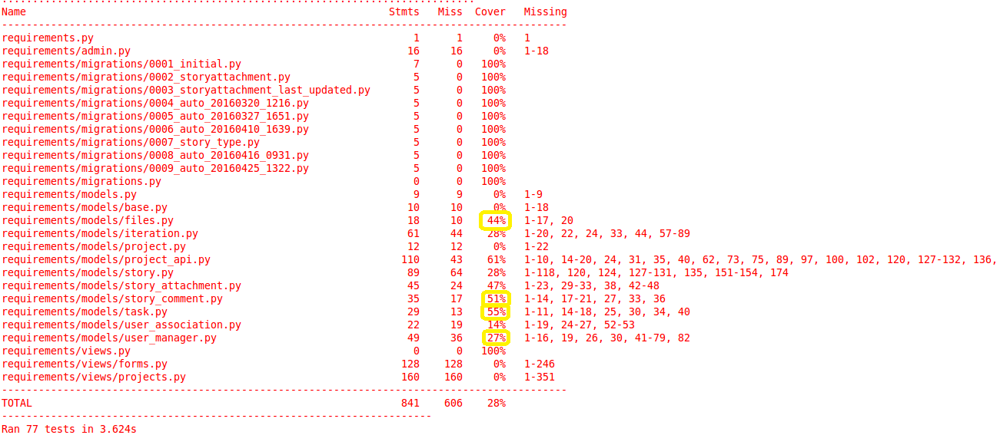 Name Stmts Miss Cover Missing
requirements.py 1 1 0% 1
requirements/admin.py 16 16 0% 1-18
requirements/migrations/0001_initial.py 7 0 100%
requirements/migrations/0002_storyattachment.py 5 0 100%
requirements/migrations/0003_storyattachment_last_updated.py 5 0 100%
requirements/migrations/0004_auto_20160320_1216.py 5 0 100%
requirements/migrations/0005_auto_20160327_1651.py 5 0 100%
requirements/migrations/0006_auto_20160410_1639.py 5 0 100%
requirements/migrations/0007_story_type.py 5 0 100%
requirements/migrations/0008_auto_20160416_0931.py 5 0 100%
requirements/migrations/0009_auto_20160425_1322.py 5 0 100%
requirements/migrations.py 0 0 100%
requirements/models.py 9 9 0% 1-9
requirements/models/base.py 10 10 0% 1-18
requirements/models/files.py 18 10 44% 1-17, 20
requirements/models/iteration.py 61 44 28% 1-20, 22, 24, 33, 44, 57-89
requirements/models/project.py 12 12 0% 1-22
requirements/models/project_api.py 110 43 61% 1-10, 14-20, 24, 31, 35, 40, 62, 73, 75, 89, 97, 100, 102, 120, 127-132, 136,
requirements/models/story.py 89 64 28% 1-118, 120, 124, 127-131, 135, 151-154, 174
requirements/models/story_attachment.py 45 24 47% 1-23, 29-33, 38, 42-48
requirements/models/story_comment.py 35 17 51% 1-14, 17-21, 27, 33, 36
requirements/models/task.py 29 13 55% 1-11, 14-18, 25, 30, 34, 40
requirements/models/user_association.py 22 19 14% 1-19, 24-27, 52-53
requirements/models/user_manager.py 49 36 27% 1-16, 19, 26, 30, 41-79, 82
requirements/views.py 0 0 100%
requirements/views/forms.py 128 128 0% 1-246
requirements/views/projects.py 160 160 0% 1-351
TOTAL 841 606 28%
Ran 77 tests in 3.624s